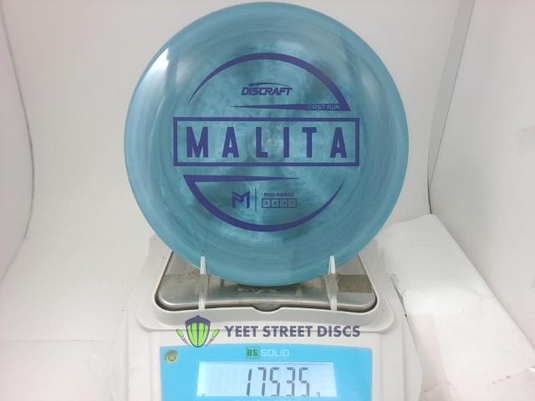 DISCRAFT
FIRST RUN
MALITA
MID-RANGE
YEET STREET DISCS
US SOLID
175.35